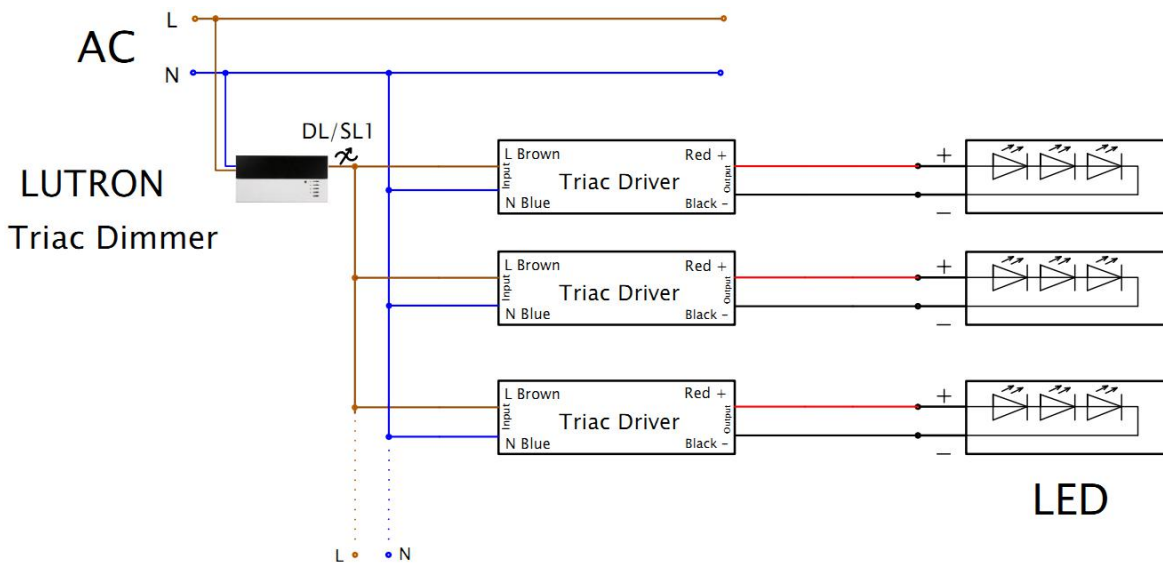 L
AC
N
DL/SL1
LUTRON
Triac Dimmer
L Brown
Red +
Input
Triac Driver
Output
N Blue
Black -
+
−
L Brown
Red +
Input
Triac Driver
Output
N Blue
Black -
+
−
L Brown
Red +
Input
Triac Driver
Output
N Blue
Black -
+
−
LED
L
N